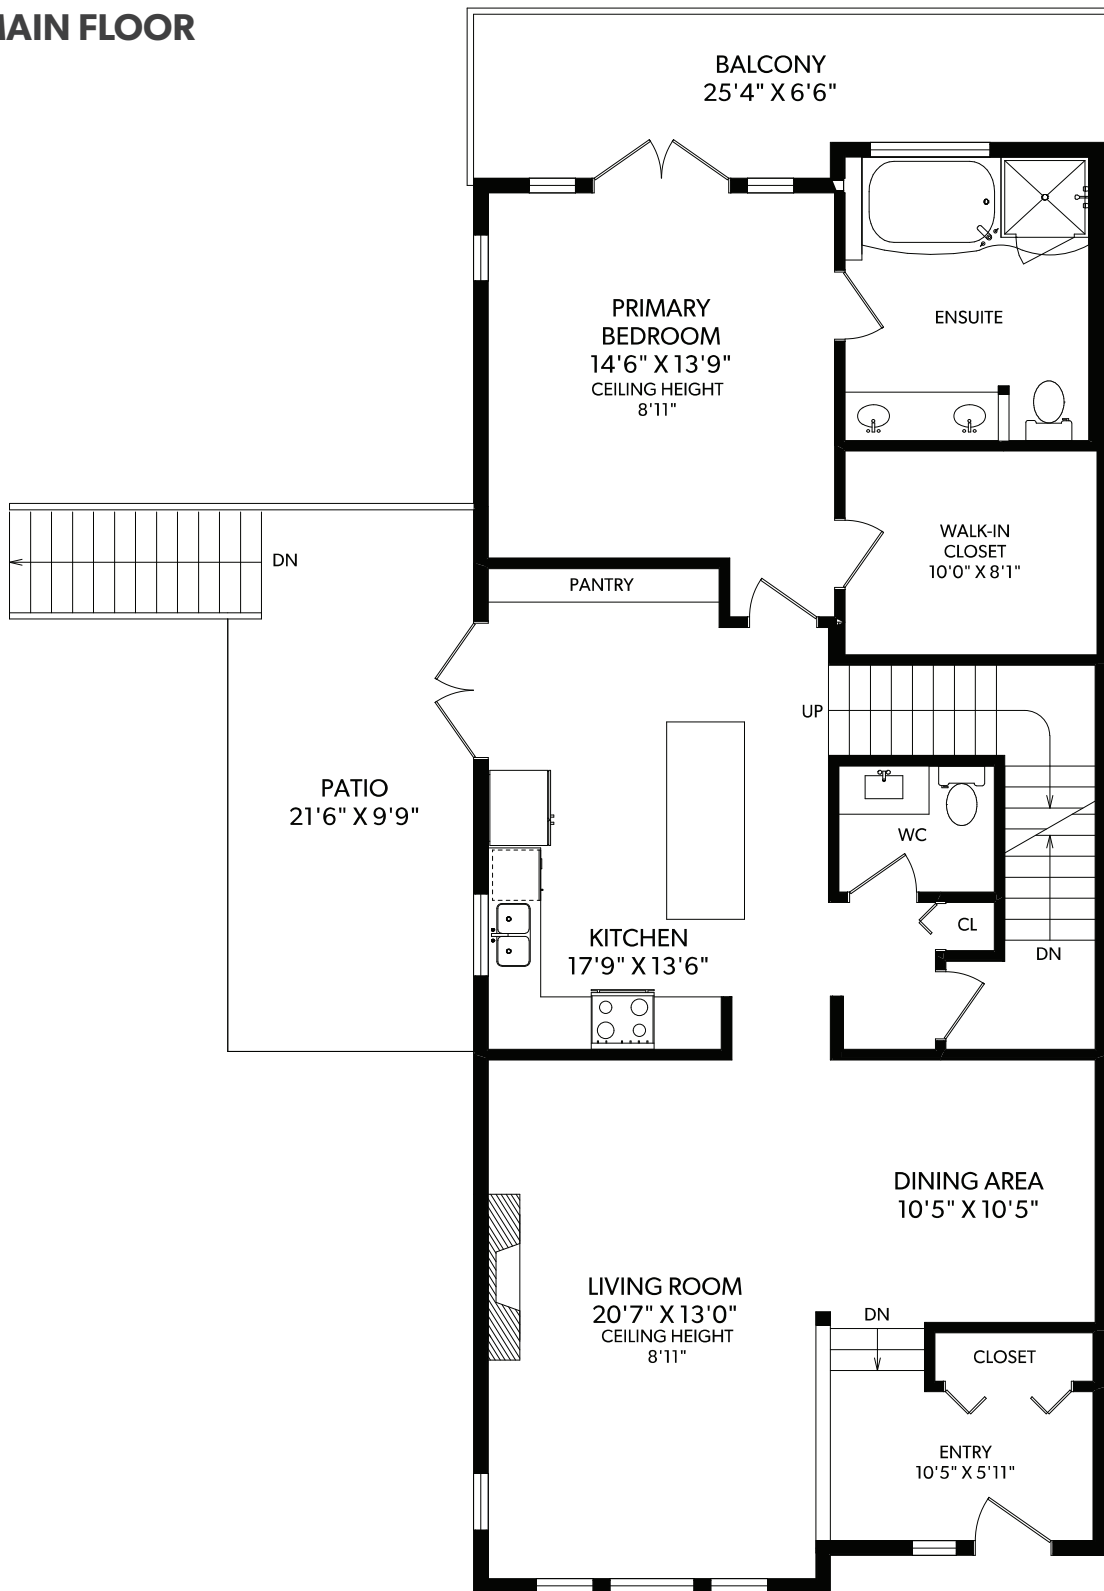 MAIN FLOOR
BALCONY
25'4" X 6'6"
PRIMARY
BEDROOM
14'6" X 13'9"
CEILING HEIGHT
8'11"
ENSUITE
WALK-IN
CLOSET
10'0" X 8'1"
DN
PANTRY
UP
PATIO
21'6" X 9'9"
WC
CL
KITCHEN
17'9" X 13'6"
DN
DINING AREA
10'5" X 10'5"
LIVING ROOM
20'7" X 13'0"
CEILING HEIGHT
8'11"
DN
CLOSET
ENTRY
10'5" X 5'11"